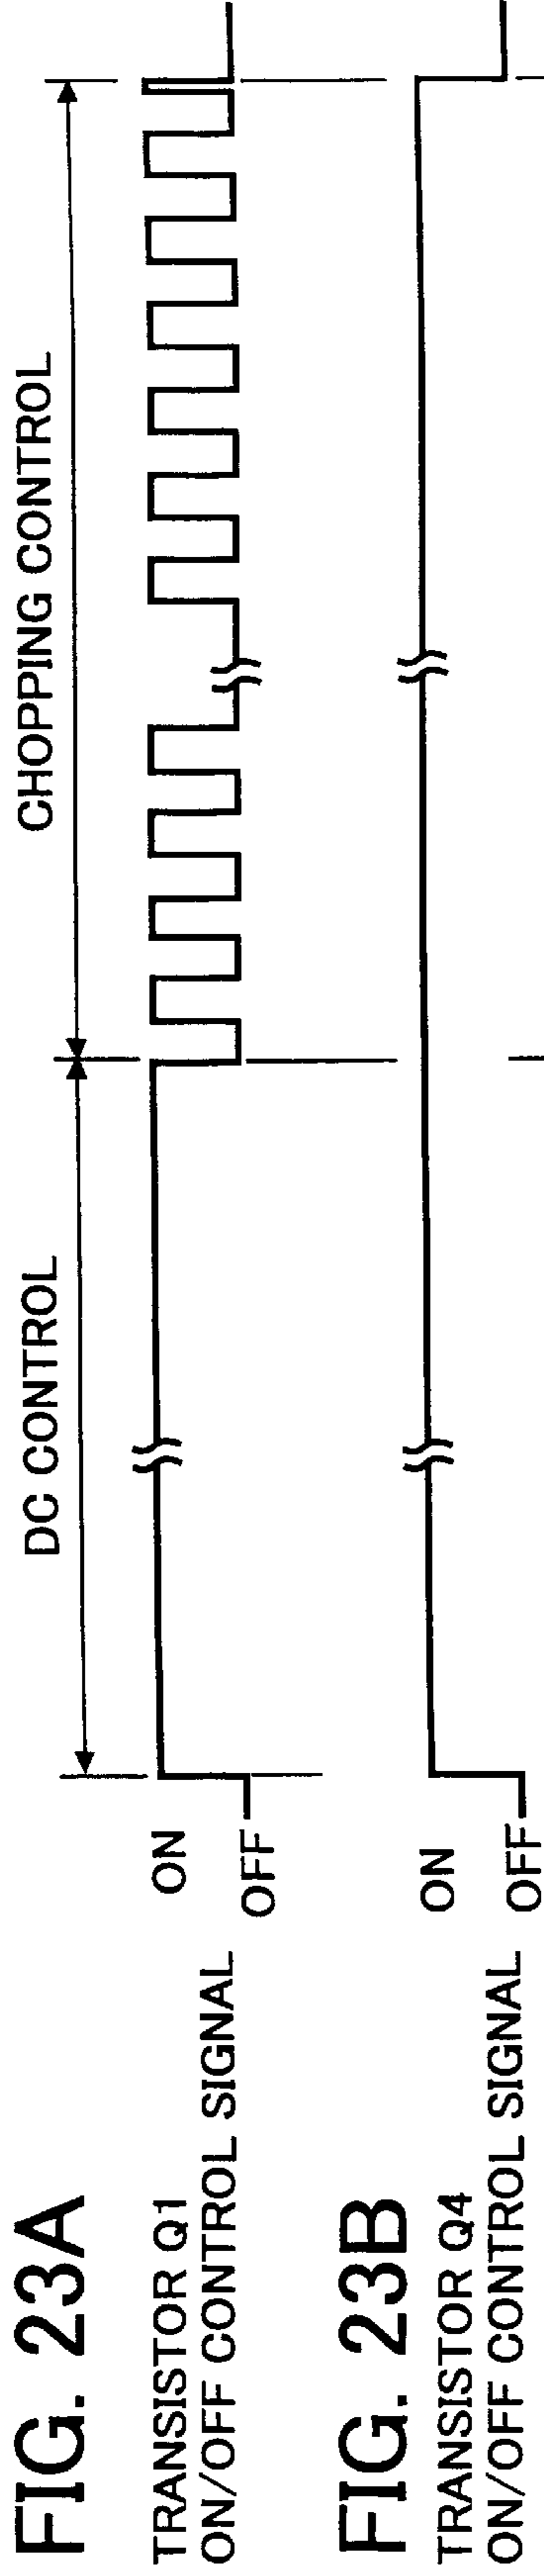 FIG. 23A
DC CONTROL
CHOPPING CONTROL
TRANSISTOR Q1
ON/OFF CONTROL SIGNAL
ON
OFF
FIG. 23B
TRANSISTOR Q4
ON/OFF CONTROL SIGNAL
ON
OFF